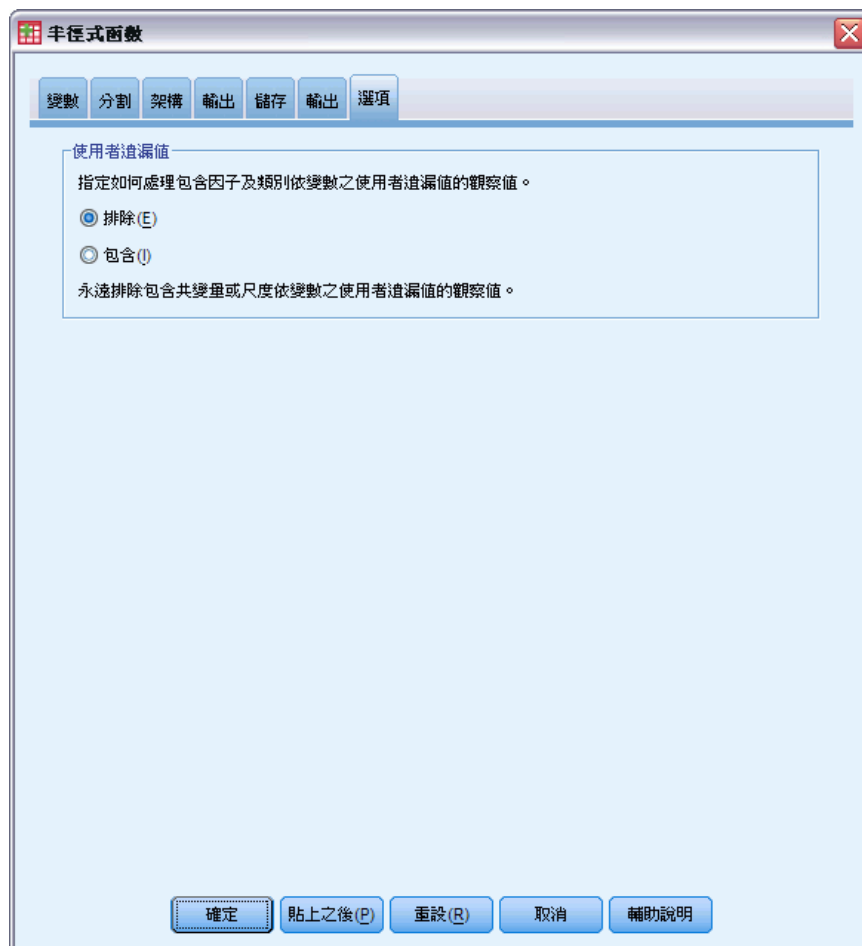 半徑式函數
變數 分割 架構 輸出 儲存 輸出 選項
使用者遺漏值
指定如何處理包含因子及類別依變數之使用者遺漏值的觀察值。
排除(E)
包含(I)
永遠排除包含共變量或尺度依變數之使用者遺漏值的觀察值。
確定 貼上之後(P) 重設(R) 取消 輔助說明